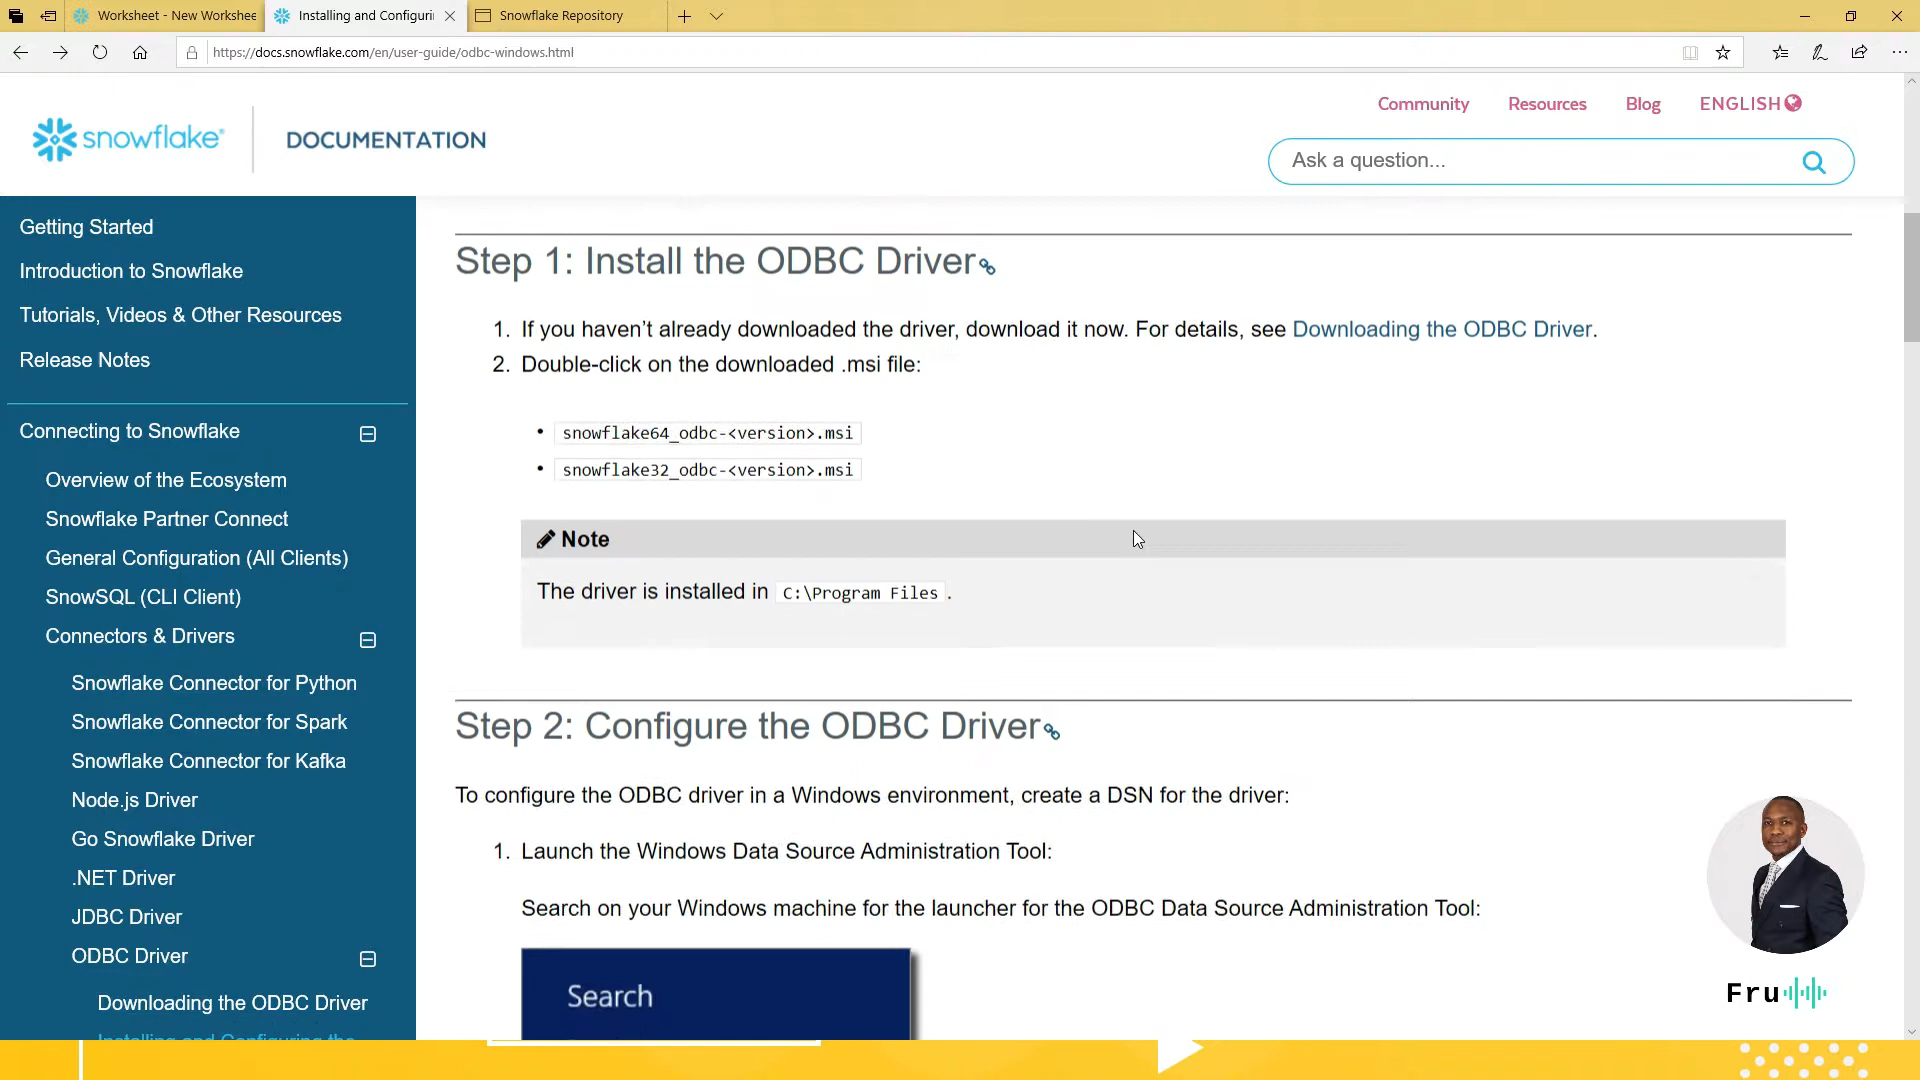 Worksheet - New Workshee
Installing and Configurin
Snowflake Repository
https://docs.snowflake.com/en/user-guide/odbc-windows.html
Community
Resources
Blog
ENGLISH
snowflake®
DOCUMENTATION
Ask a question...
Getting Started
Introduction to Snowflake
Tutorials, Videos & Other Resources
Release Notes
Connecting to Snowflake
Overview of the Ecosystem
Snowflake Partner Connect
General Configuration (All Clients)
SnowSQL (CLI Client)
Connectors & Drivers
Snowflake Connector for Python
Snowflake Connector for Spark
Snowflake Connector for Kafka
Node.js Driver
Go Snowflake Driver
.NET Driver
JDBC Driver
ODBC Driver
Downloading the ODBC Driver
Installing and Configuring the
Step 1: Install the ODBC Driver
1. If you haven't already downloaded the driver, download it now. For details, see Downloading the ODBC Driver.
2. Double-click on the downloaded .msi file:
• snowflake64_odbc-<version>.msi
• snowflake32_odbc-<version>.msi
Note
The driver is installed in C:\Program Files .
Step 2: Configure the ODBC Driver
To configure the ODBC driver in a Windows environment, create a DSN for the driver:
1. Launch the Windows Data Source Administration Tool:
Search on your Windows machine for the launcher for the ODBC Data Source Administration Tool:
Search
Fru